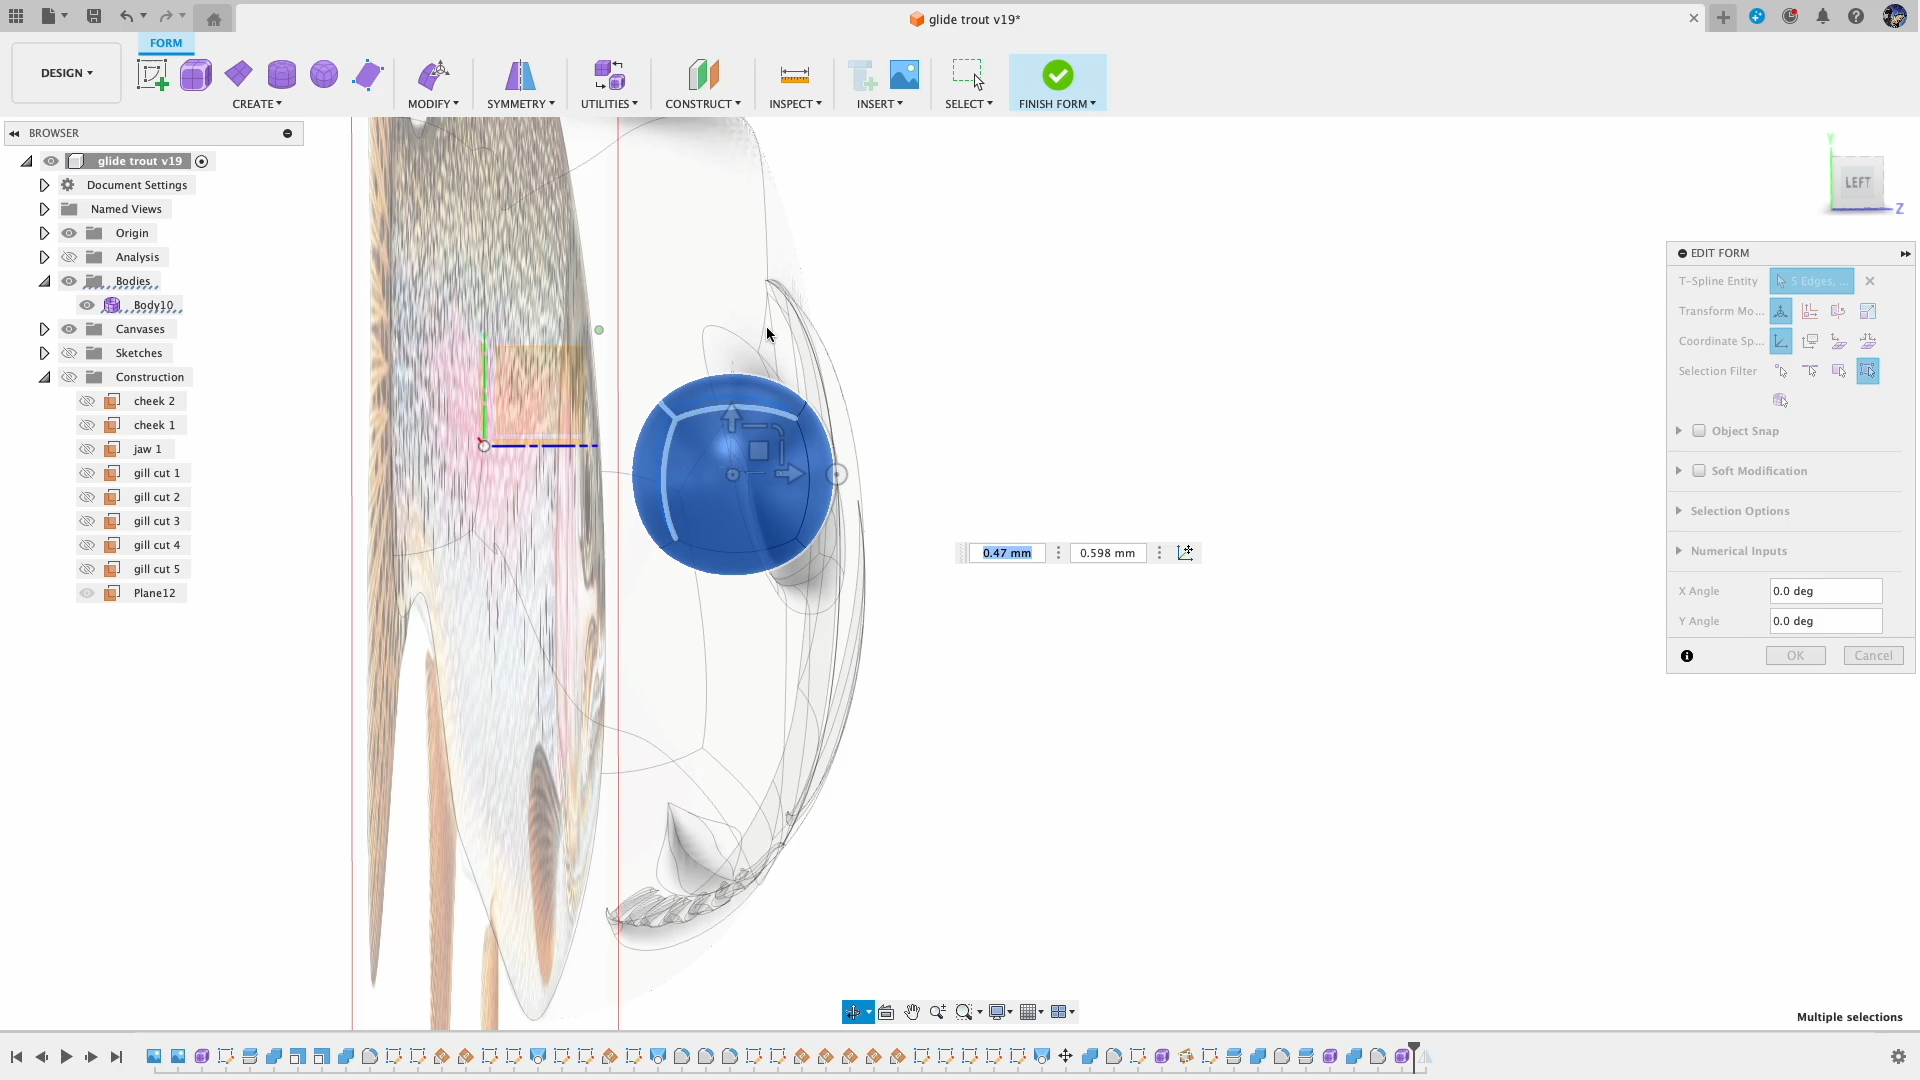 glide trout v19*
FORM
DESIGN
CREATE
MODIFY
SYMMETRY
UTILITIES
CONSTRUCT
INSPECT
INSERT
SELECT
FINISH FORM
BROWSER
glide trout v19
Document Settings
Named Views
Origin
Analysis
Bodies
Body10
Canvases
Sketches
Construction
cheek 2
cheek 1
jaw 1
gill cut 1
gill cut 2
gill cut 3
gill cut 4
gill cut 5
Plane12
0.47 mm
0.598 mm
Y
LEFT
Z
EDIT FORM
T-Spline Entity
5 Edges, ...
Transform Mo...
Coordinate Sp...
Selection Filter
Object Snap
Soft Modification
Selection Options
Numerical Inputs
X Angle
0.0 deg
Y Angle
0.0 deg
OK
Cancel
Multiple selections